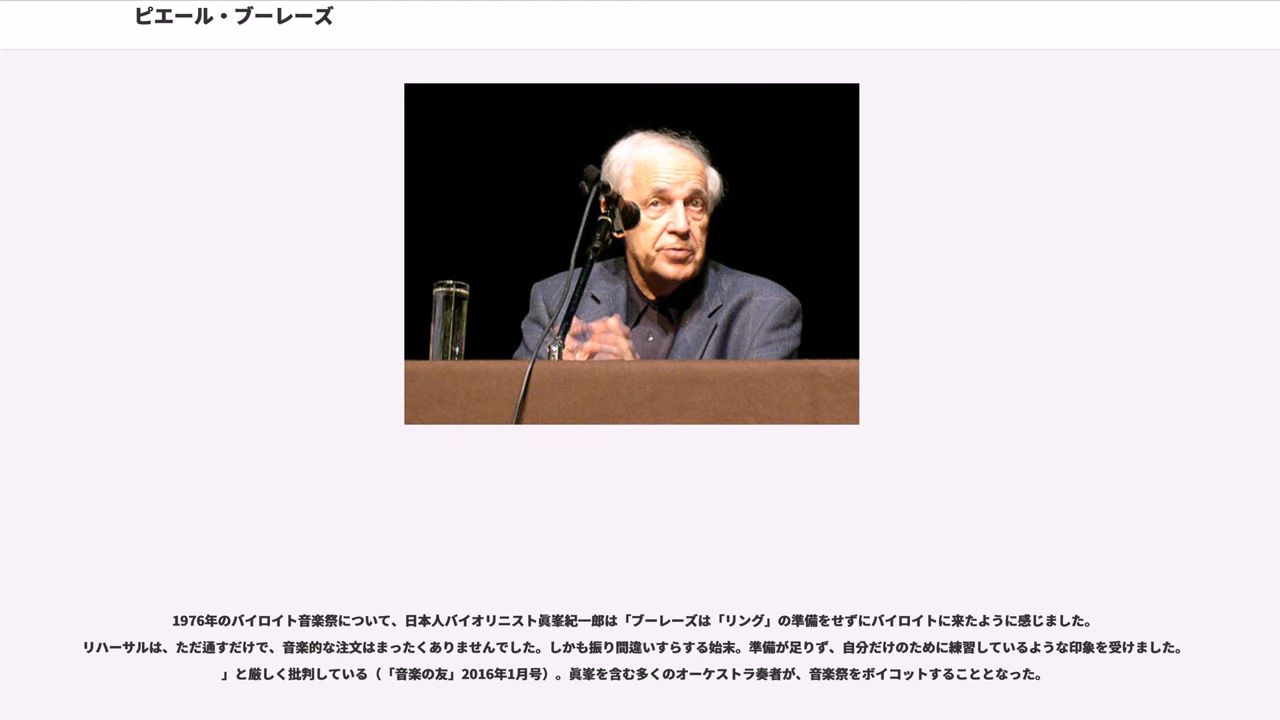 ピエール・ブーレーズ
1976年のバイロイト音楽祭について、日本人バイオリニスト眞峯紀一郎は「ブーレーズは「リング」の準備をせずにバイロイトに来たように感じました。
リハーサルは、ただ通すだけで、音楽的な注文はまったくありませんでした。しかも振り間違いすらする始末。準備が足りず、自分だけのために練習しているような印象を受けました。
」と厳しく批判している（「音楽の友」2016年1月号）。眞峯を含む多くのオーケストラ奏者が、音楽祭をボイコットすることとなった。